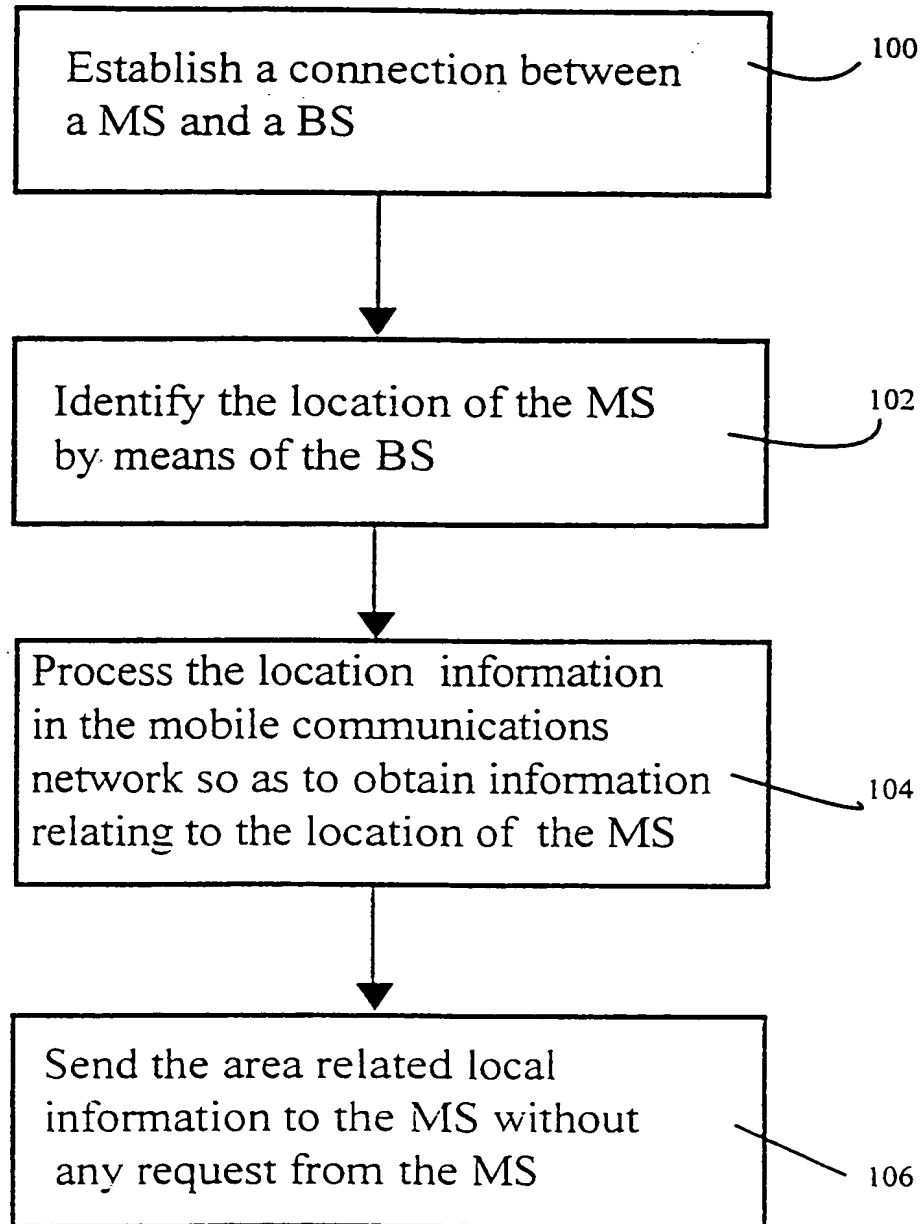 Establish a connection between
a MS and a BS
100
Identify the location of the MS
by means of the BS
102
Process the location information
in the mobile communications
network so as to obtain information
relating to the location of the MS
104
Send the area related local
information to the MS without
any request from the MS
106